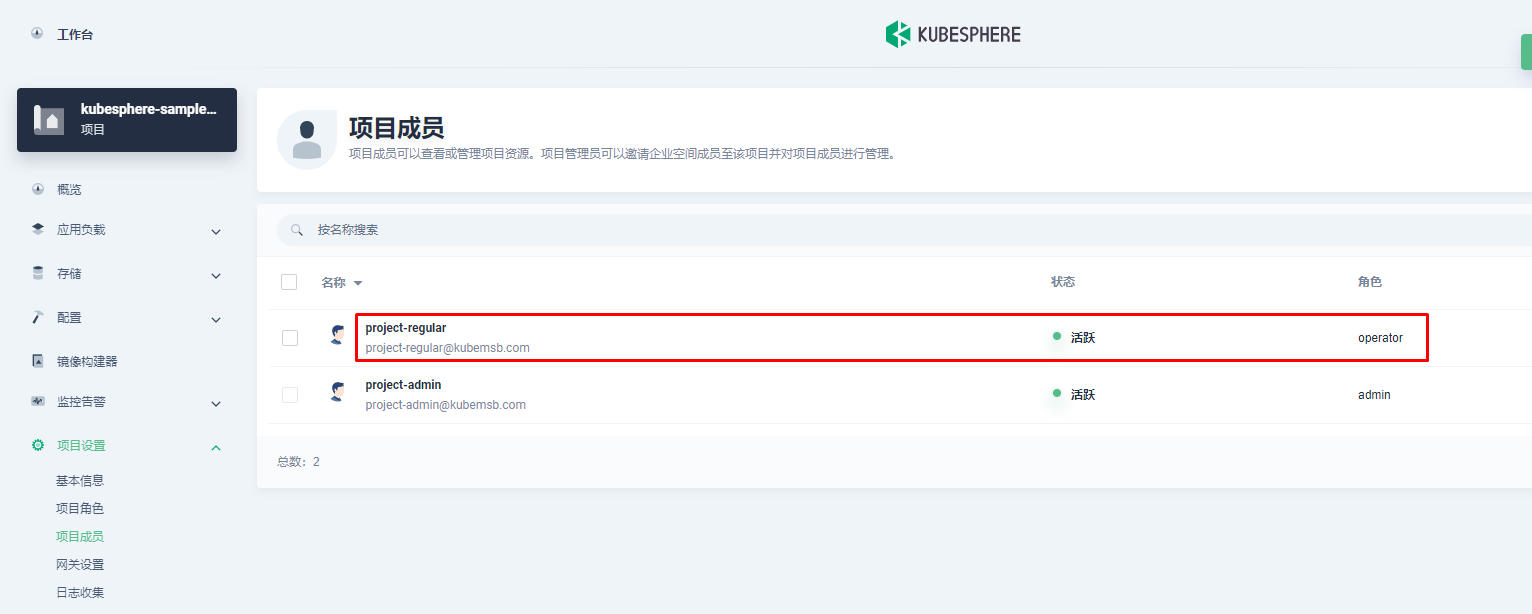 工作台
KUBESPHERE
kubesphere-sample...
项目
概览
应用负载
存储
配置
镜像构建器
监控告警
项目设置
基本信息
项目角色
项目成员
网关设置
日志收集
项目成员
项目成员可以查看或管理项目资源。项目管理员可以邀请企业空间成员至该项目并对项目成员进行管理。
按名称搜索
名称 状态 角色
project-regular
project-regular@kubemsb.com
活跃 operator
project-admin
project-admin@kubemsb.com
活跃 admin
总数：2